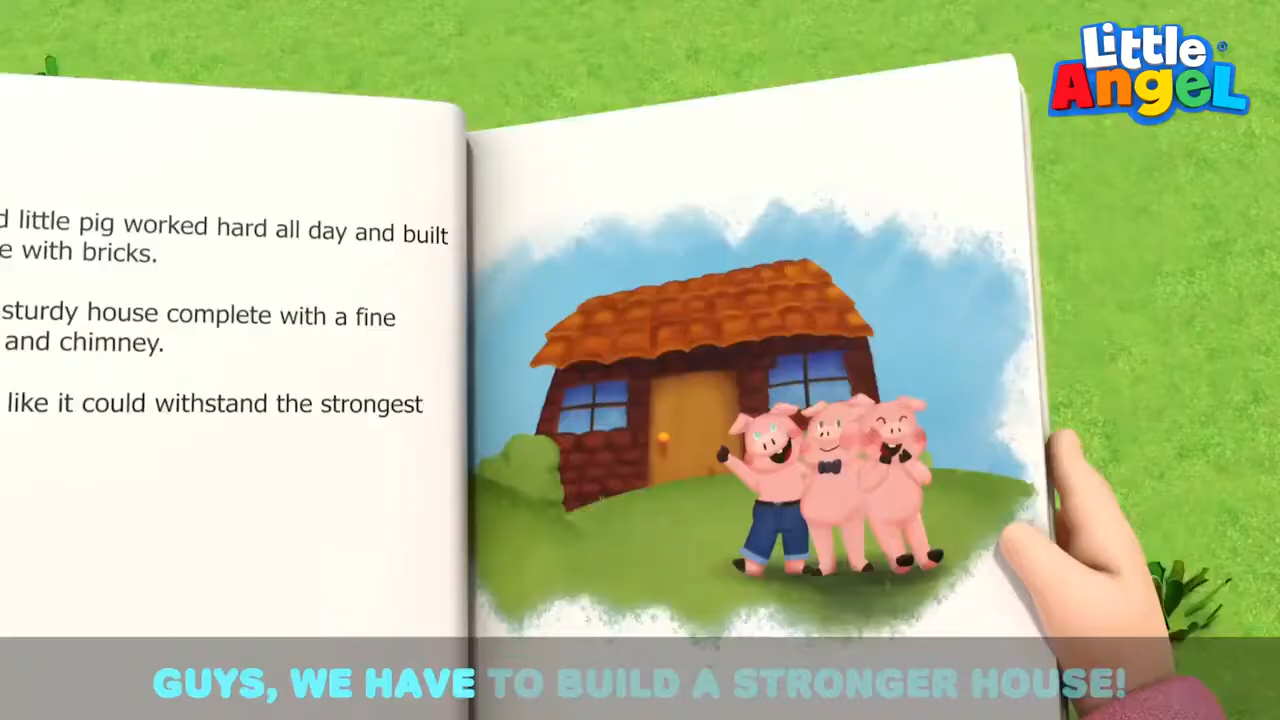 Little
Angel
little pig worked hard all day and built
with bricks.
sturdy house complete with a fine
and chimney.
like it could withstand the strongest
GUYS, WE HAVE TO BUILD A STRONGER HOUSE!